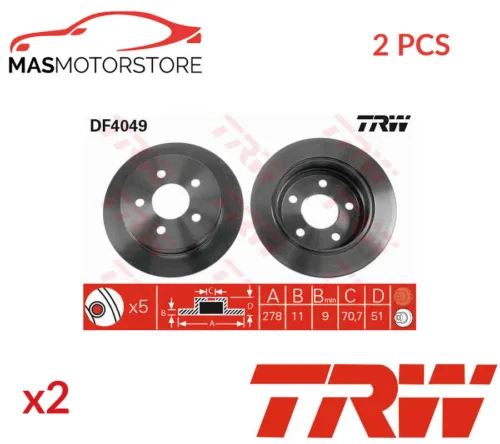 MASMOTORSTORE
2 PCS
DF4049
TRW
x5
B
C
D
A
A B Bmin C D
278 11 9 70,7 51
x2
TRW